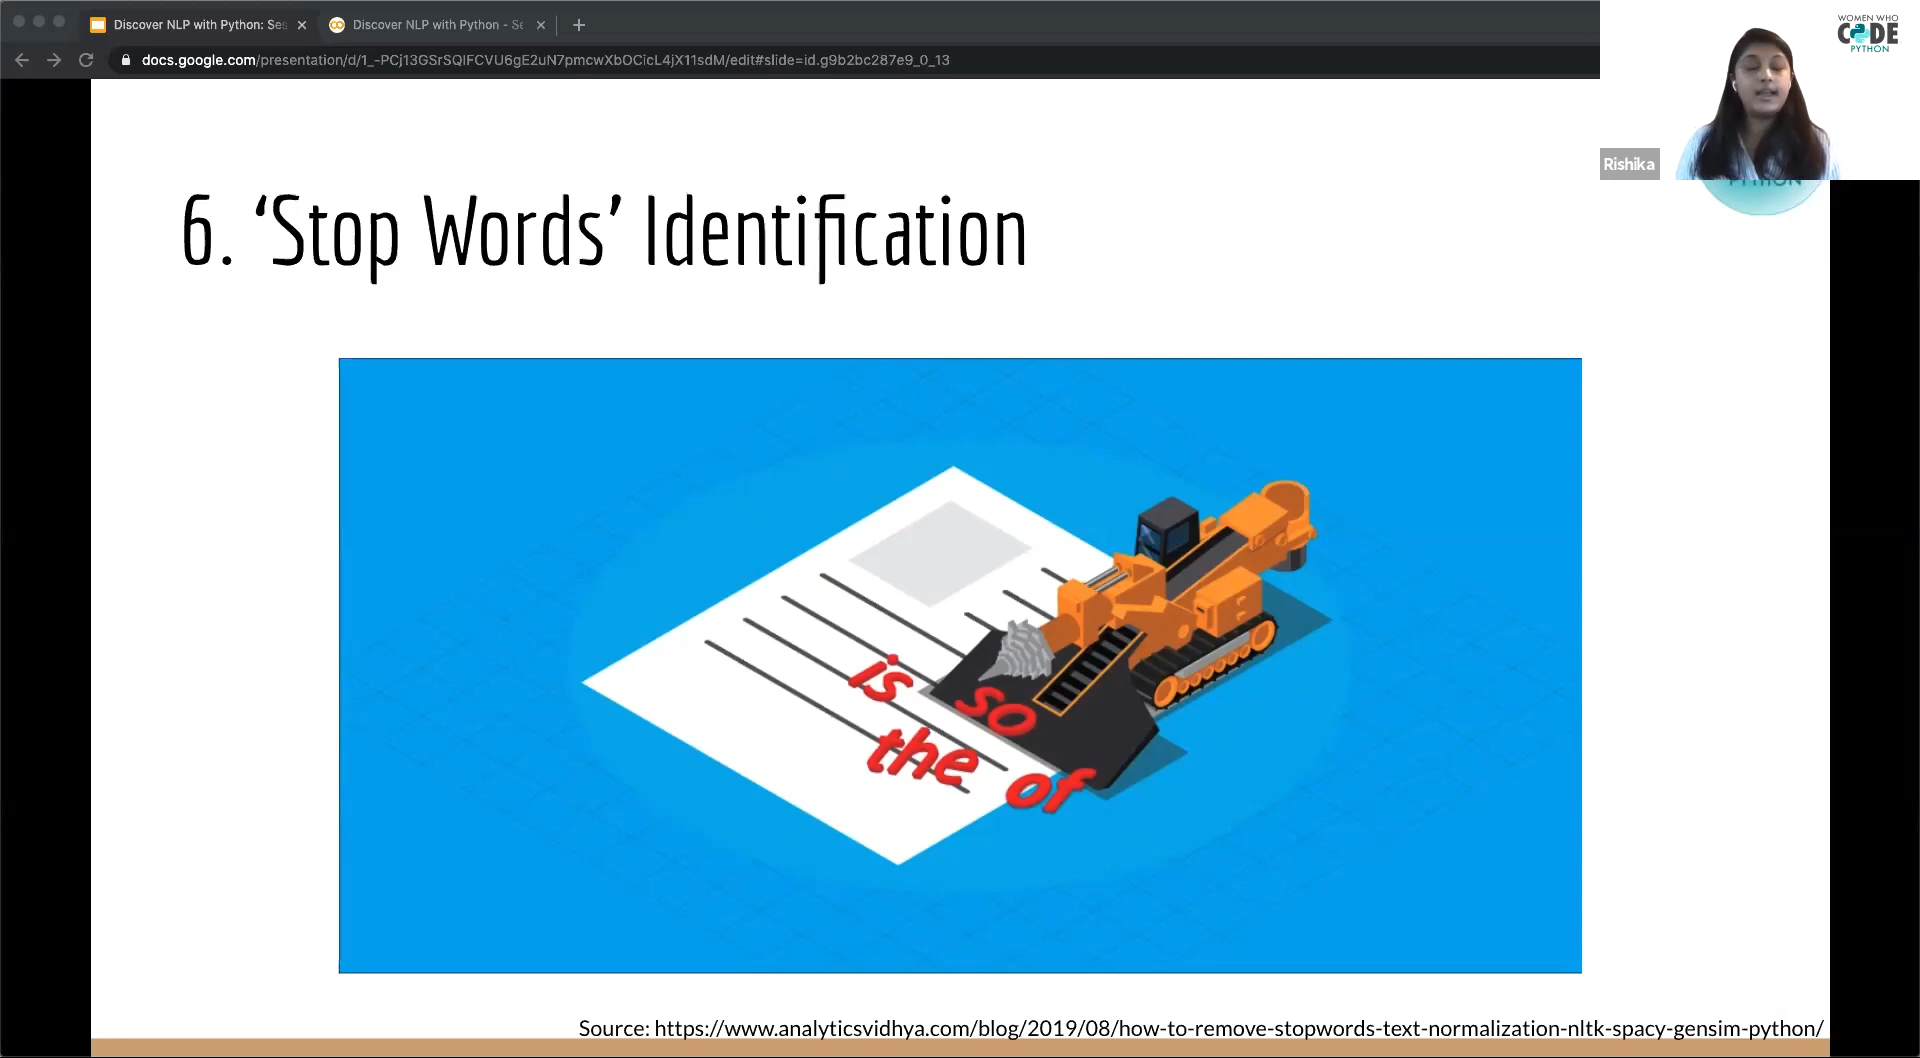 Discover NLP with Python: Ses
Discover NLP with Python - Se
docs.google.com/presentation/d/1_-PCj13GSrSQIFCVU6gE2uN7pmcwXbOCicL4jX11sdM/edit#slide=id.g9b2bc287e9_0_13
WOMEN WHO
CODE
PYTHON
Rishika
PYTHON
6. ‘Stop Words’ Identification
is so
the of
Source: https://www.analyticsvidhya.com/blog/2019/08/how-to-remove-stopwords-text-normalization-nltk-spacy-gensim-python/